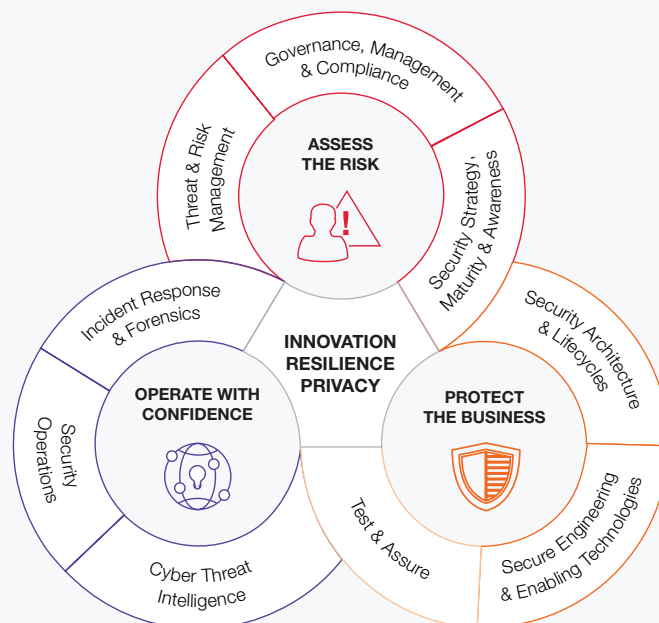 Governance, Management
& Compliance
Threat & Risk
Management
ASSESS
THE RISK
!
Security Strategy,
Maturity & Awareness
Incident Response
& Forensics
INNOVATION
RESILIENCE
PRIVACY
Security Architecture
& Lifecycles
OPERATE WITH
CONFIDENCE
PROTECT
THE BUSINESS
Security
Operations
Test & Assure
Secure Engineering
& Enabling Technologies
Cyber Threat
Intelligence